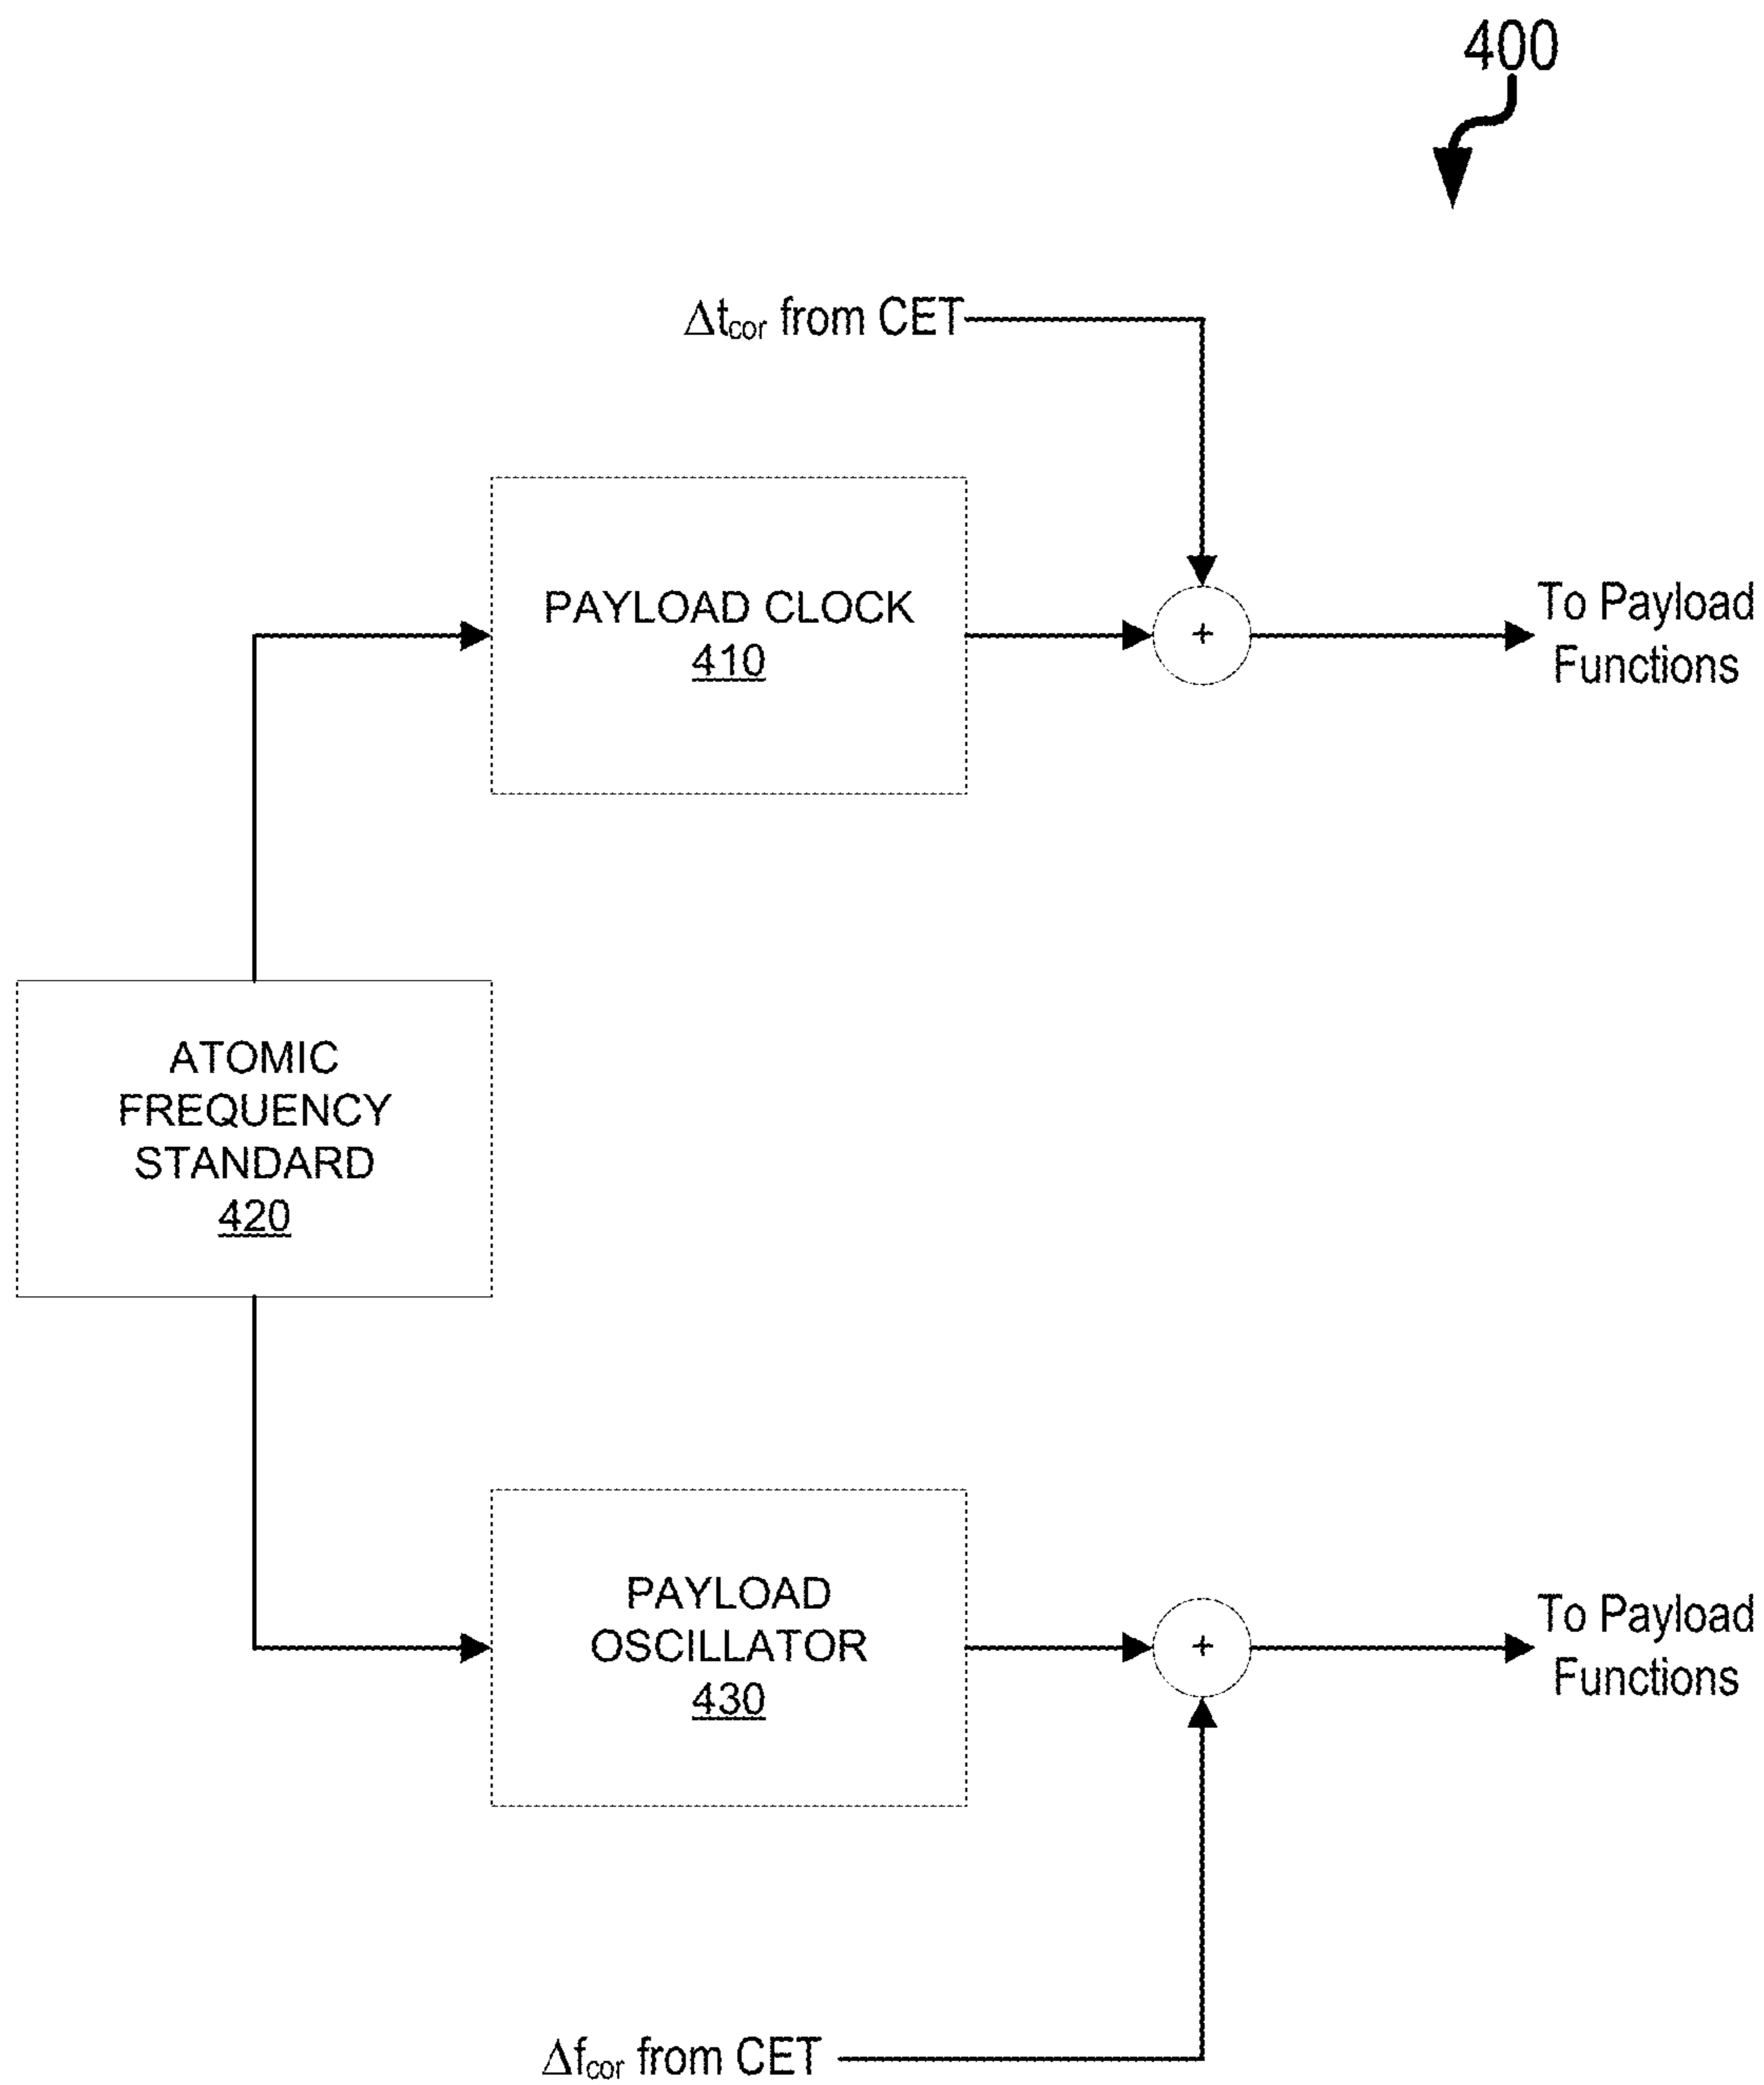 400
Δtcor from CET
PAYLOAD CLOCK
410
+
To Payload
Functions
ATOMIC
FREQUENCY
STANDARD
420
PAYLOAD
OSCILLATOR
430
+
To Payload
Functions
Δfcor from CET